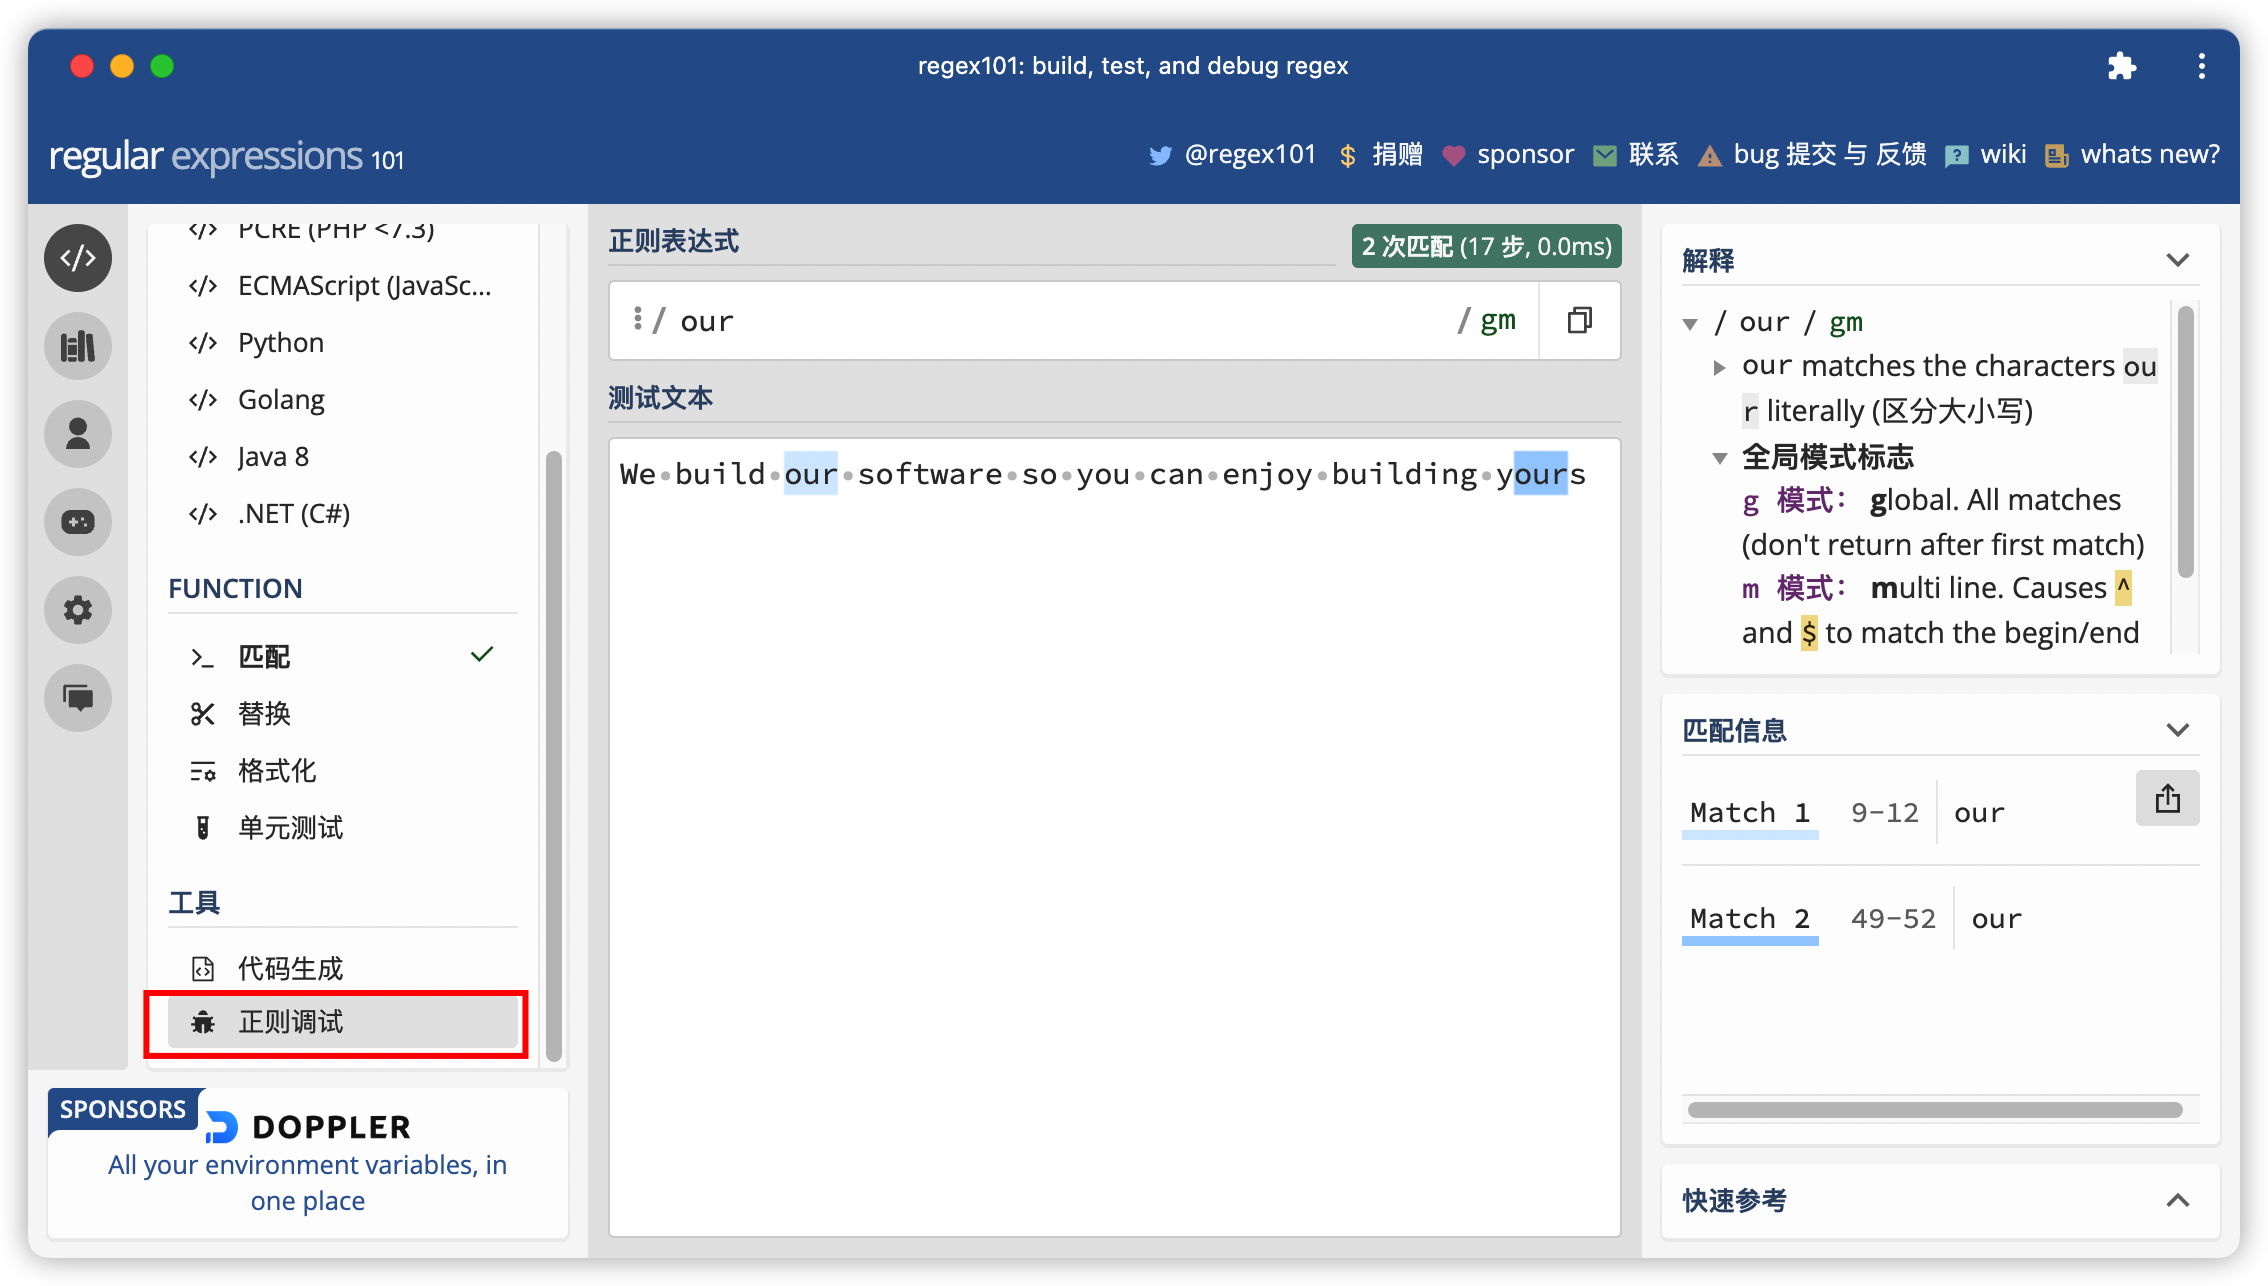 regex101: build, test, and debug regex
regular expressions 101
@regex101 $ 捐赠 sponsor 联系 bug 提交 与 反馈 wiki whats new?
</> PCRE (PHP <7.3)
</> ECMAScript (JavaSc...
</> Python
</> Golang
</> Java 8
</> .NET (C#)
FUNCTION
匹配
替换
格式化
单元测试
工具
代码生成
正则调试
SPONSORS
DOPPLER
All your environment variables, in
one place
正则表达式
2 次匹配 (17 步, 0.0ms)
/ our / gm
测试文本
We·build·our·software·so·you·can·enjoy·building·yours
解释
/ our / gm
our matches the characters ou
r literally (区分大小写)
全局模式标志
g 模式: global. All matches
(don't return after first match)
m 模式: multi line. Causes ^
and $ to match the begin/end
匹配信息
Match 1 9-12 our
Match 2 49-52 our
快速参考